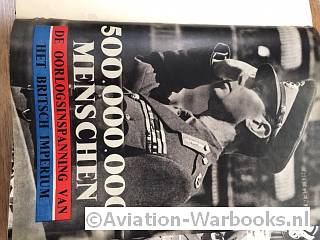 500.000.000
MENSCHEN
DE OORLOGSINSPANNING VAN
HET BRITSCH IMPERIUM
©Aviation-Warbooks.nl